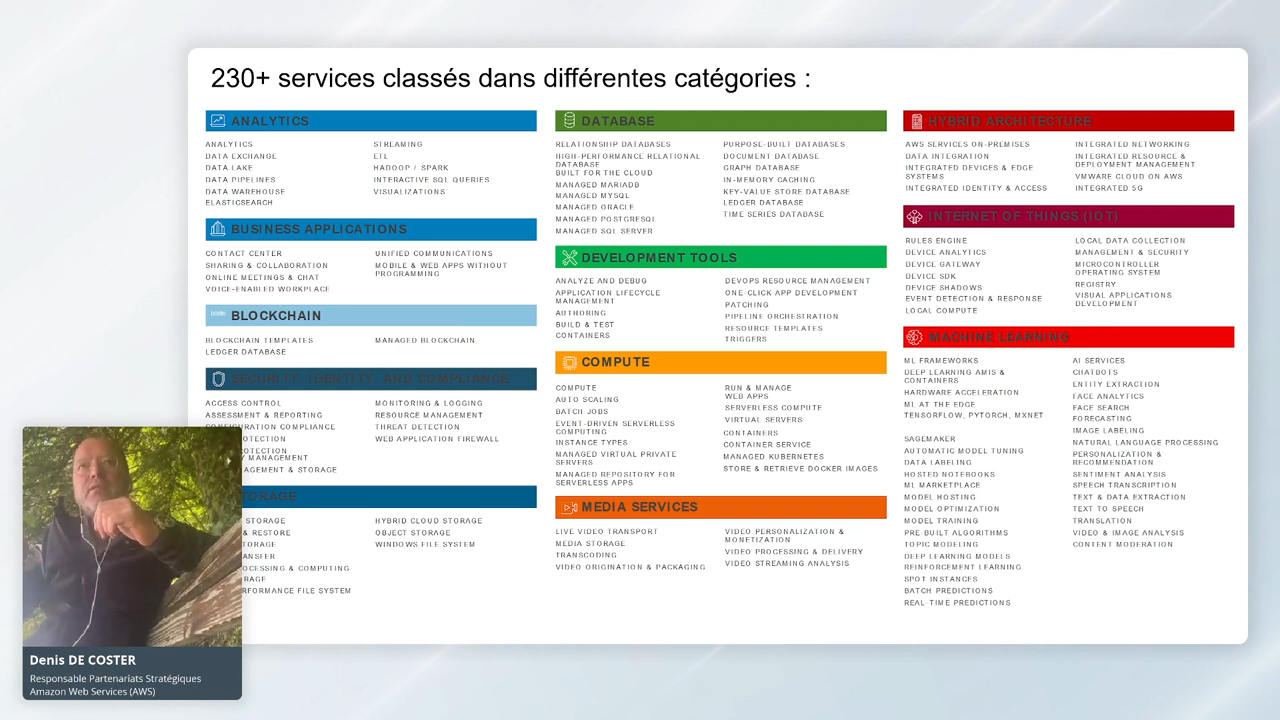 230+ services classés dans différentes catégories :
ANALYTICS
ANALYTICS
DATA EXCHANGE
DATA LAKE
DATA PIPELINES
DATA WAREHOUSE
ELASTICSEARCH
STREAMING
ETL
HADOOP / SPARK
INTERACTIVE SQL QUERIES
VISUALIZATIONS
BUSINESS APPLICATIONS
CONTACT CENTER
SHARING & COLLABORATION
ONLINE MEETINGS & CHAT
VOICE-ENABLED WORKPLACE
UNIFIED COMMUNICATIONS
MOBILE & WEB APPS WITHOUT
PROGRAMMING
BLOCKCHAIN
BLOCKCHAIN TEMPLATES
LEDGER DATABASE
MANAGED BLOCKCHAIN
SECURITY, IDENTITY, AND COMPLIANCE
ACCESS CONTROL
ASSESSMENT & REPORTING
CONFIGURATION COMPLIANCE
OTECTION
OTECTION
Y MANAGEMENT
AGEMENT & STORAGE
MONITORING & LOGGING
RESOURCE MANAGEMENT
THREAT DETECTION
WEB APPLICATION FIREWALL
TORAGE
STORAGE
& RESTORE
TORAGE
ANSFER
OCESSING & COMPUTING
RAGE
RFORMANCE FILE SYSTEM
HYBRID CLOUD STORAGE
OBJECT STORAGE
WINDOWS FILE SYSTEM
DATABASE
RELATIONSHIP DATABASES
HIGH-PERFORMANCE RELATIONAL
DATABASE
BUILT FOR THE CLOUD
MANAGED MARIADB
MANAGED MYSQL
MANAGED ORACLE
MANAGED POSTGRESQL
MANAGED SQL SERVER
PURPOSE-BUILT DATABASES
DOCUMENT DATABASE
GRAPH DATABASE
IN-MEMORY CACHING
KEY-VALUE STORE DATABASE
LEDGER DATABASE
TIME SERIES DATABASE
DEVELOPMENT TOOLS
ANALYZE AND DEBUG
APPLICATION LIFECYCLE
MANAGEMENT
AUTHORING
BUILD & TEST
CONTAINERS
DEVOPS RESOURCE MANAGEMENT
ONE-CLICK APP DEVELOPMENT
PATCHING
PIPELINE ORCHESTRATION
RESOURCE TEMPLATES
TRIGGERS
COMPUTE
COMPUTE
AUTO SCALING
BATCH JOBS
EVENT-DRIVEN SERVERLESS
COMPUTING
INSTANCE TYPES
MANAGED VIRTUAL PRIVATE
SERVERS
MANAGED REPOSITORY FOR
SERVERLESS APPS
RUN & MANAGE
WEB APPS
SERVERLESS COMPUTE
VIRTUAL SERVERS
CONTAINERS
CONTAINER SERVICE
MANAGED KUBERNETES
STORE & RETRIEVE DOCKER IMAGES
MEDIA SERVICES
LIVE VIDEO TRANSPORT
MEDIA STORAGE
TRANSCODING
VIDEO ORIGINATION & PACKAGING
VIDEO PERSONALIZATION &
MONETIZATION
VIDEO PROCESSING & DELIVERY
VIDEO STREAMING ANALYSIS
HYBRID ARCHITECTURE
AWS SERVICES ON-PREMISES
DATA INTEGRATION
INTEGRATED DEVICES & EDGE
SYSTEMS
INTEGRATED IDENTITY & ACCESS
INTEGRATED NETWORKING
INTEGRATED RESOURCE &
DEPLOYMENT MANAGEMENT
VMWARE CLOUD ON AWS
INTEGRATED 5G
INTERNET OF THINGS (IOT)
RULES ENGINE
DEVICE ANALYTICS
DEVICE GATEWAY
DEVICE SDK
DEVICE SHADOWS
EVENT DETECTION & RESPONSE
LOCAL COMPUTE
LOCAL DATA COLLECTION
MANAGEMENT & SECURITY
MICROCONTROLLER
OPERATING SYSTEM
REGISTRY
VISUAL APPLICATIONS
DEVELOPMENT
MACHINE LEARNING
ML FRAMEWORKS
DEEP LEARNING AMIS &
CONTAINERS
HARDWARE ACCELERATION
ML AT THE EDGE
TENSORFLOW, PYTORCH, MXNET
SAGEMAKER
AUTOMATIC MODEL TUNING
DATA LABELING
HOSTED NOTEBOOKS
ML MARKETPLACE
MODEL HOSTING
MODEL OPTIMIZATION
MODEL TRAINING
PRE-BUILT ALGORITHMS
TOPIC MODELING
DEEP LEARNING MODELS
REINFORCEMENT LEARNING
SPOT INSTANCES
BATCH PREDICTIONS
REAL-TIME PREDICTIONS
AI SERVICES
CHATBOTS
ENTITY EXTRACTION
FACE ANALYTICS
FACE SEARCH
FORECASTING
IMAGE LABELING
NATURAL LANGUAGE PROCESSING
PERSONALIZATION &
RECOMMENDATION
SENTIMENT ANALYSIS
SPEECH TRANSCRIPTION
TEXT & DATA EXTRACTION
TEXT TO SPEECH
TRANSLATION
VIDEO & IMAGE ANALYSIS
CONTENT MODERATION
Denis DE COSTER
Responsable Partenariats Stratégiques
Amazon Web Services (AWS)